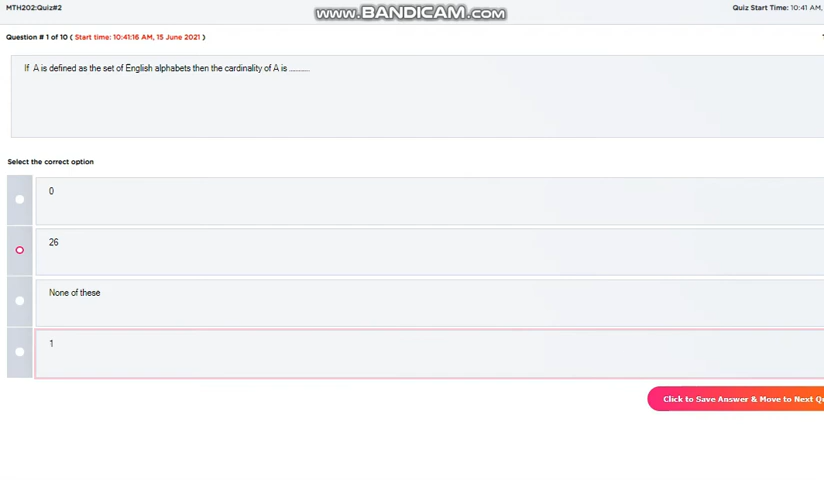 MTH202:Quiz#2
WWW.BANDICAM.COM
Quiz Start Time: 10:41 AM,
Question # 1 of 10 ( Start time: 10:41:16 AM, 15 June 2021 )
If A is defined as the set of English alphabets then the cardinality of A is ..........
Select the correct option
0
26
None of these
1
Click to Save Answer & Move to Next Qu